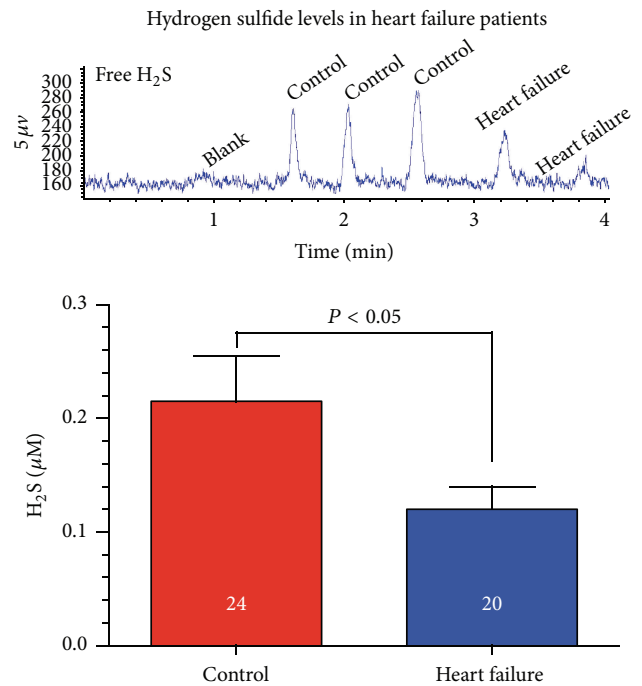 Hydrogen sulfide levels in heart failure patients
Free H₂S
Blank
Control
Control
Control
Heart failure
Heart failure
5 μv
300
280
260
240
220
200
180
160
1 2 3 4
Time (min)
P < 0.05
H₂S (μM)
0.3
0.2
0.1
0.0
24 20
Control Heart failure